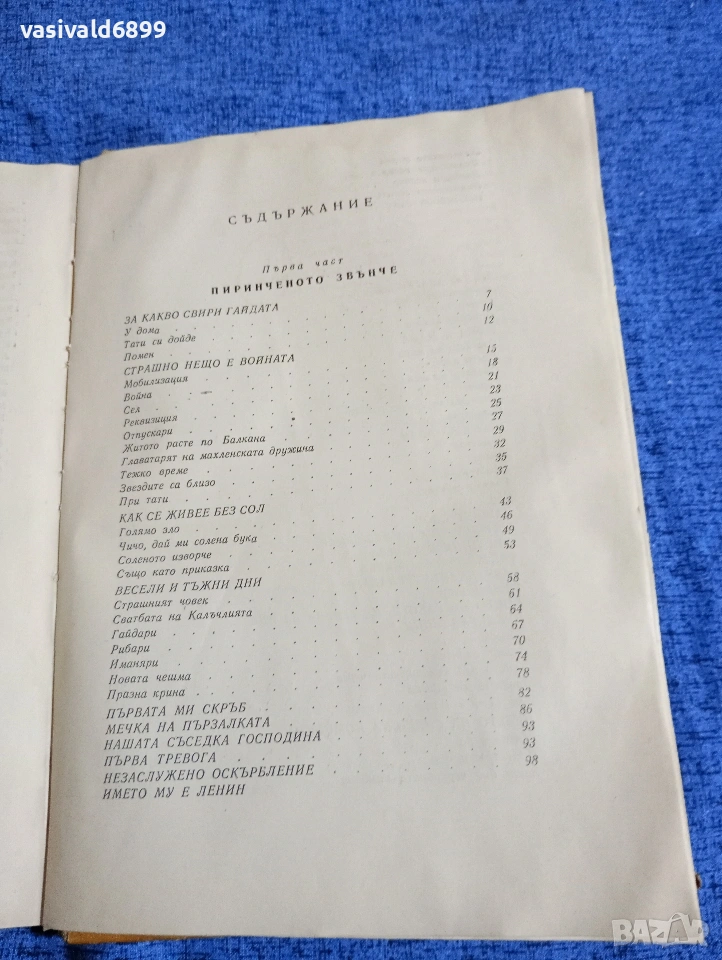 vasivald6899
СЪДЪРЖАНИЕ
Първа част
ПИРИНЧЕНОТО ЗВЪНЧЕ
ЗА КАКВО СВИРИ ГАЙДАТА
У дома . . . . . . . . 7
Тати си дойде . . . . . . . . 10
Помен . . . . . . . . 12
СТРАШНО НЕЩО Е ВОЙНАТА
Мобилизация . . . . . . . . 15
Война . . . . . . . . 18
Сел . . . . . . . . 21
Реквизиция . . . . . . . . 23
Отпускари . . . . . . . . 25
Житото расте по Балкана . . . . . . . . 27
Главатарят на махленската дружина . . . . . . . . 29
Тежко време . . . . . . . . 32
Звездите са близо . . . . . . . . 35
При тати . . . . . . . . 37
КАК СЕ ЖИВЕЕ БЕЗ СОЛ
Голямо зло . . . . . . . . 43
Чичо, дай ми солена бука . . . . . . . . 46
Соленото изворче . . . . . . . . 49
Също като приказка . . . . . . . . 53
ВЕСЕЛИ И ТЪЖНИ ДНИ
Страшният човек . . . . . . . . 58
Сватбата на Калъчлията . . . . . . . . 61
Гайдари . . . . . . . . 64
Рибари . . . . . . . . 67
Иманяри . . . . . . . . 70
Новата чешма . . . . . . . . 74
Празна крина . . . . . . . . 78
ПЪРВАТА МИ СКРЪБ . . . . . . . . 82
МЕЧКА НА ПЪРЗАЛКАТА . . . . . . . . 86
НАШАТА СЪСЕДКА ГОСПОДИНА . . . . . . . . 93
ПЪРВА ТРЕВОГА . . . . . . . . 93
НЕЗАСЛУЖЕНО ОСКЪРБЛЕНИЕ . . . . . . . . 98
ИМЕТО МУ Е ЛЕНИН
BAZAR